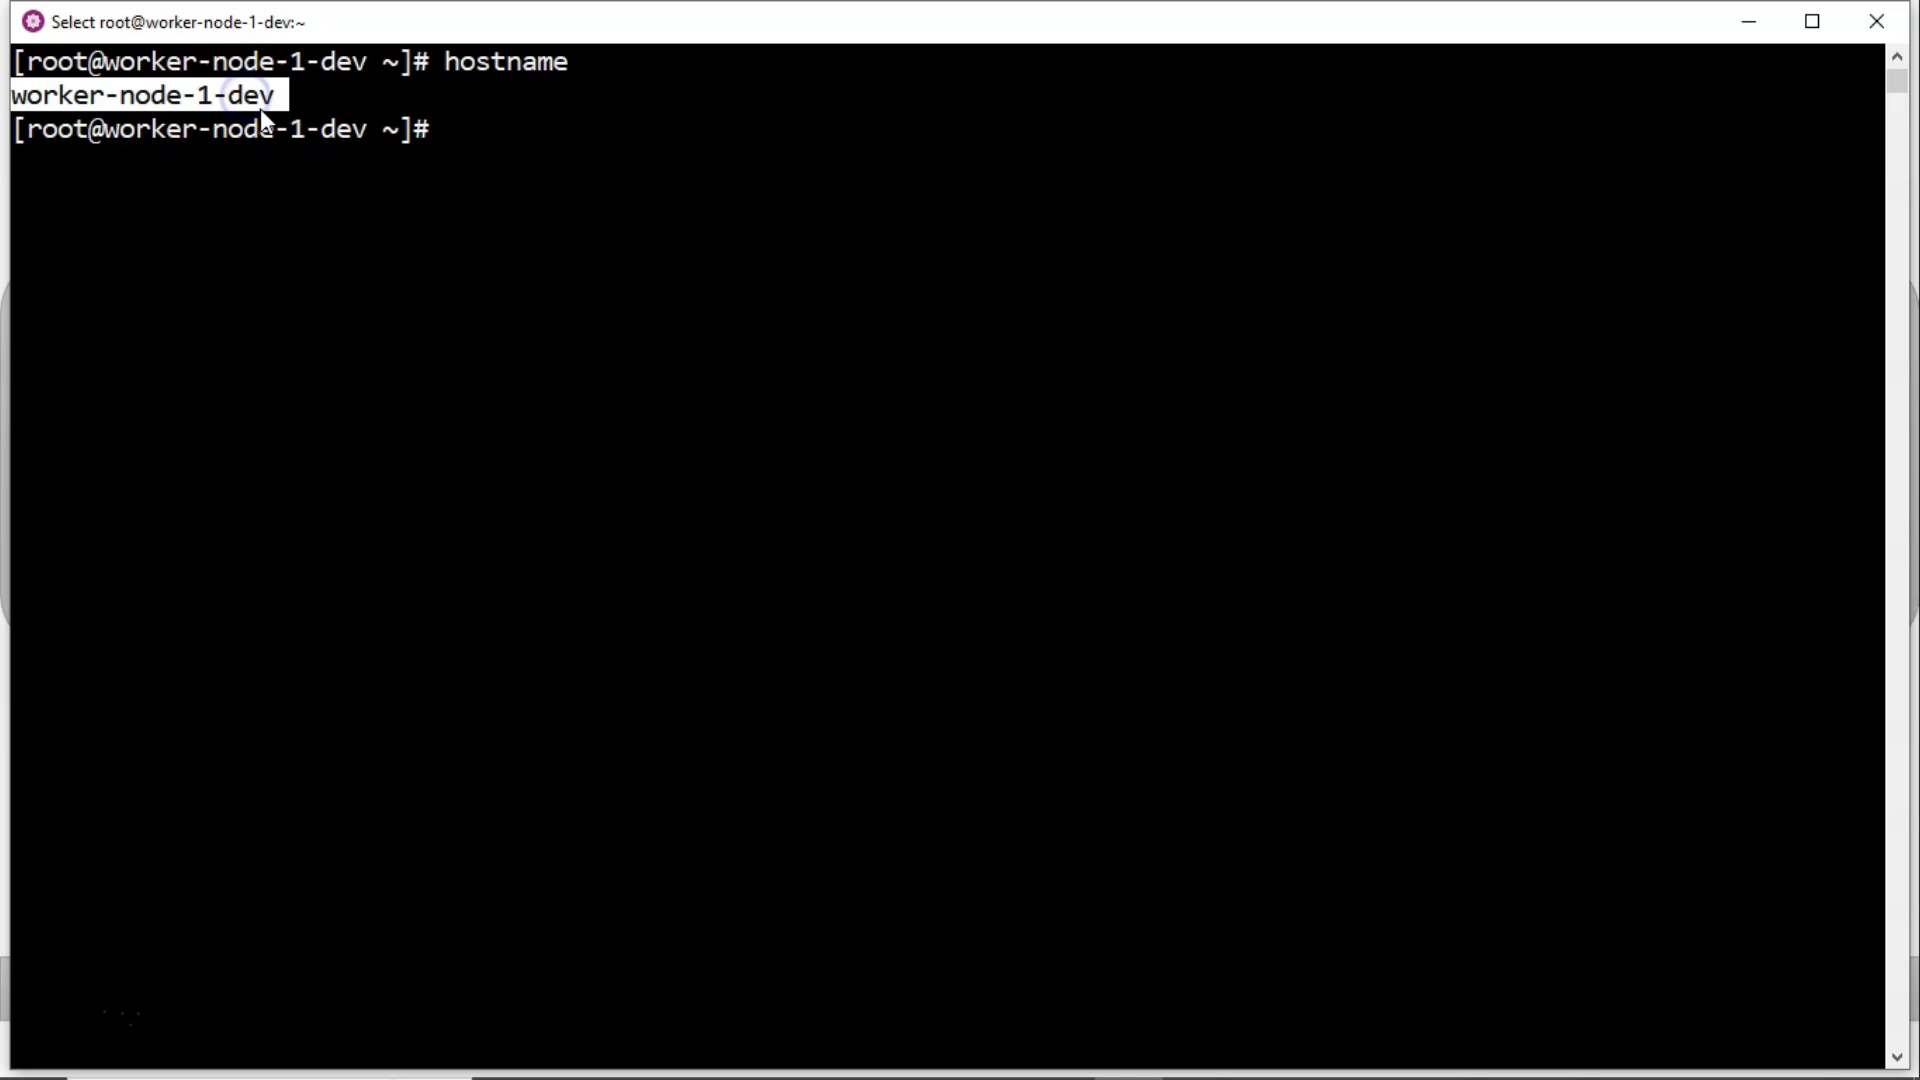 Select root@worker-node-1-dev:~
[root@worker-node-1-dev ~]# hostname
worker-node-1-dev
[root@worker-node-1-dev ~]#